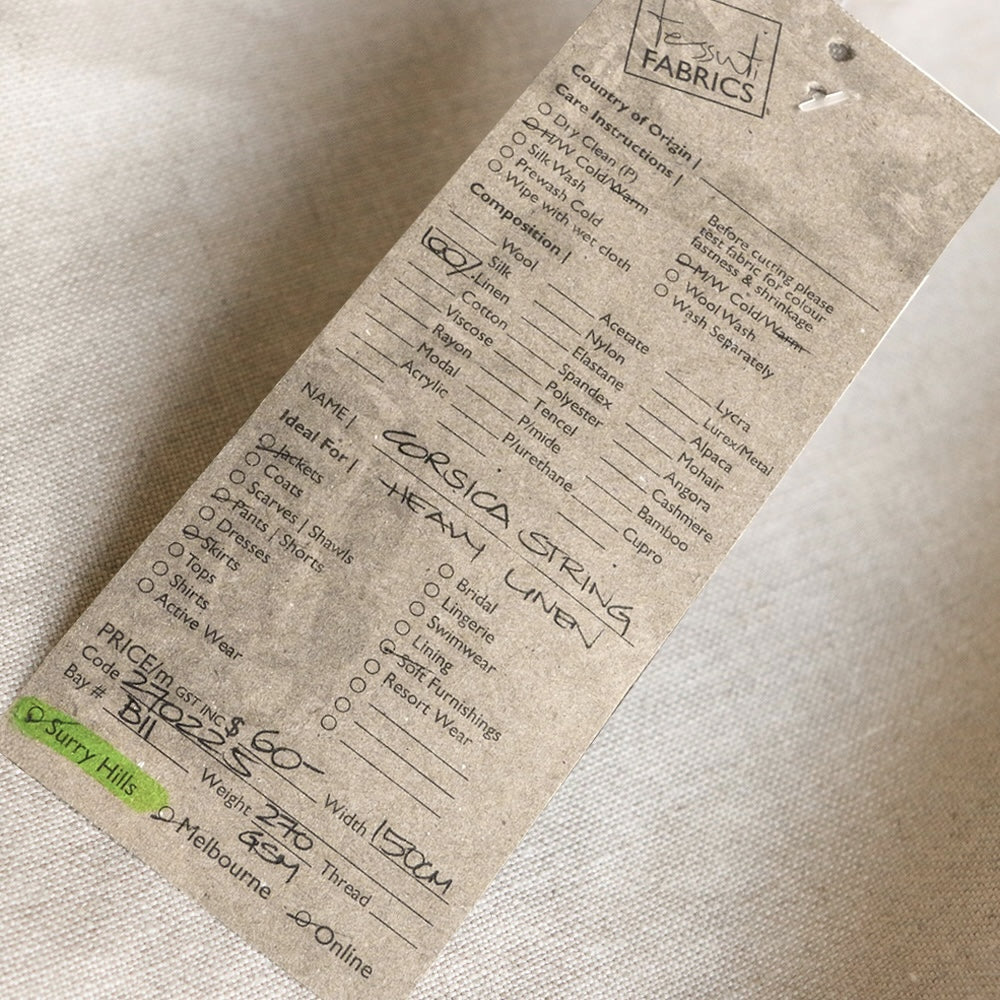 Tessuti
FABRICS
Country of Origin |
Care Instructions |
Dry Clean (P)
H/W Cold/Warm
Silk Wash
Prewash Cold
Wipe with wet cloth
Before cutting please
test fabric for colour
fastness & shrinkage
M/W Cold/Warm
Wool Wash
Wash Separately
Composition |
Wool
Silk
100% Linen
Cotton
Viscose
Rayon
Modal
Acrylic
Acetate
Nylon
Elastane
Spandex
Polyester
Tencel
P/mide
P/urethane
Lycra
Lurex/Metal
Alpaca
Mohair
Angora
Cashmere
Bamboo
Cupro
NAME | CORSICA STRING
HEAVY LINEN
Ideal For |
Jackets
Coats
Scarves | Shawls
Pants | Shorts
Dresses
Skirts
Tops
Shirts
Active Wear
Bridal
Lingerie
Swimwear
Lining
Soft Furnishings
Resort Wear
PRICE/m GST INC $ 60-
Code 270225 Width 150CM
Bay # B11 Weight 270 GSM Thread
Surry Hills
Melbourne
Online